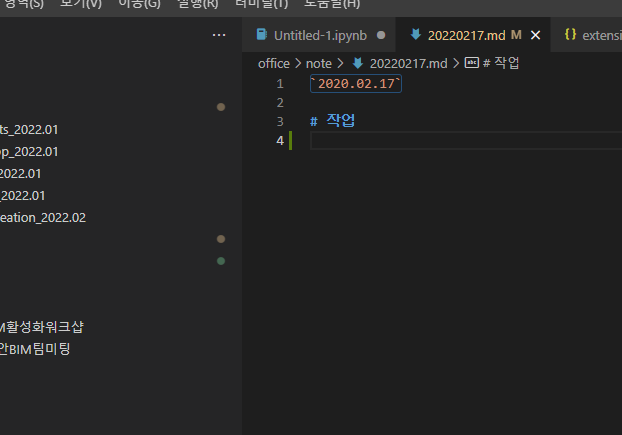 영역(S) 보기(V) 이동(G) 실행(R) 터미널(T) 도움말(H)
Untitled-1.ipynb 20220217.md M {} extensi
office > note > 20220217.md > abc # 작업
1 `2020.02.17`
2
3 # 작업
4
ts_2022.01
op_2022.01
2022.01
_2022.01
eation_2022.02
M활성화워크샵
안BIM팀미팅